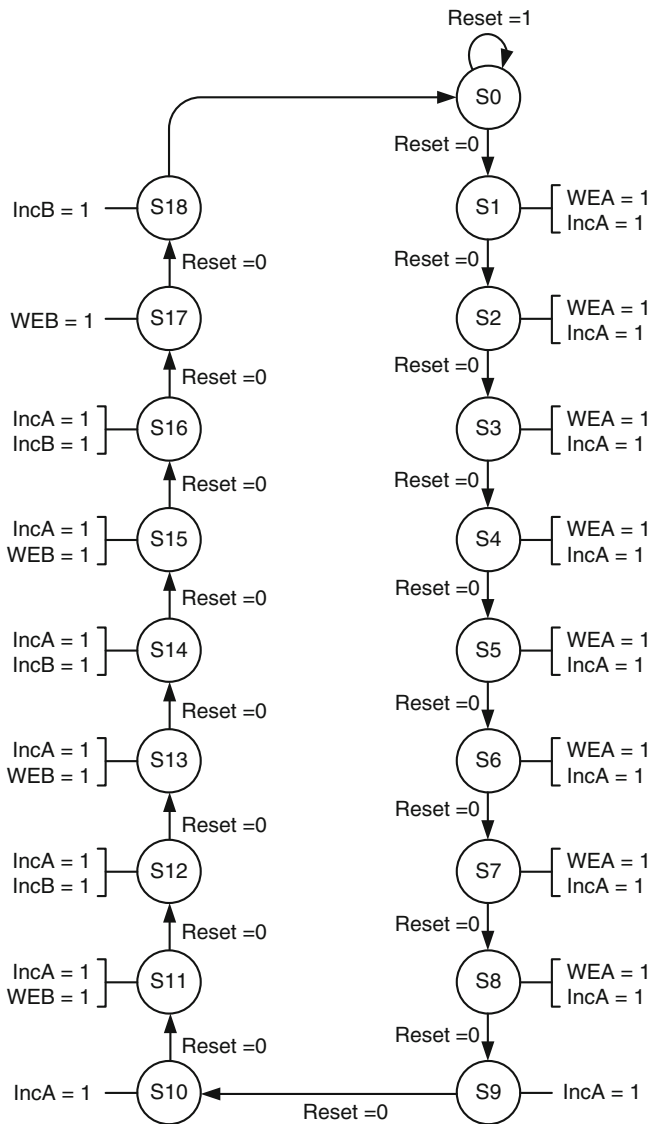 Reset =1
S0
Reset =0
IncB = 1
S18
S1
WEA = 1
IncA = 1
Reset =0
Reset =0
WEB = 1
S17
S2
WEA = 1
IncA = 1
Reset =0
Reset =0
IncA = 1
IncB = 1
S16
S3
WEA = 1
IncA = 1
Reset =0
Reset =0
IncA = 1
WEB = 1
S15
S4
WEA = 1
IncA = 1
Reset =0
Reset =0
IncA = 1
IncB = 1
S14
S5
WEA = 1
IncA = 1
Reset =0
Reset =0
IncA = 1
WEB = 1
S13
S6
WEA = 1
IncA = 1
Reset =0
Reset =0
IncA = 1
IncB = 1
S12
S7
WEA = 1
IncA = 1
Reset =0
Reset =0
IncA = 1
WEB = 1
S11
S8
WEA = 1
IncA = 1
Reset =0
Reset =0
IncA = 1
S10
S9
IncA = 1
Reset =0